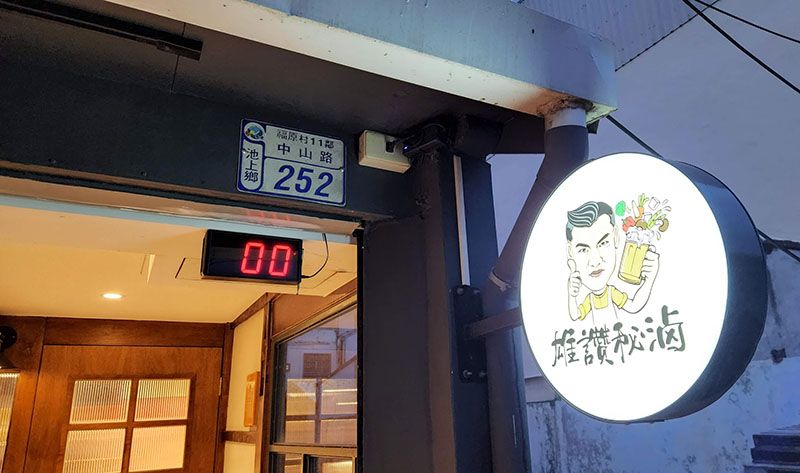 福原村11鄰
池上鄉
中山路
252
00
雄讚秘滷